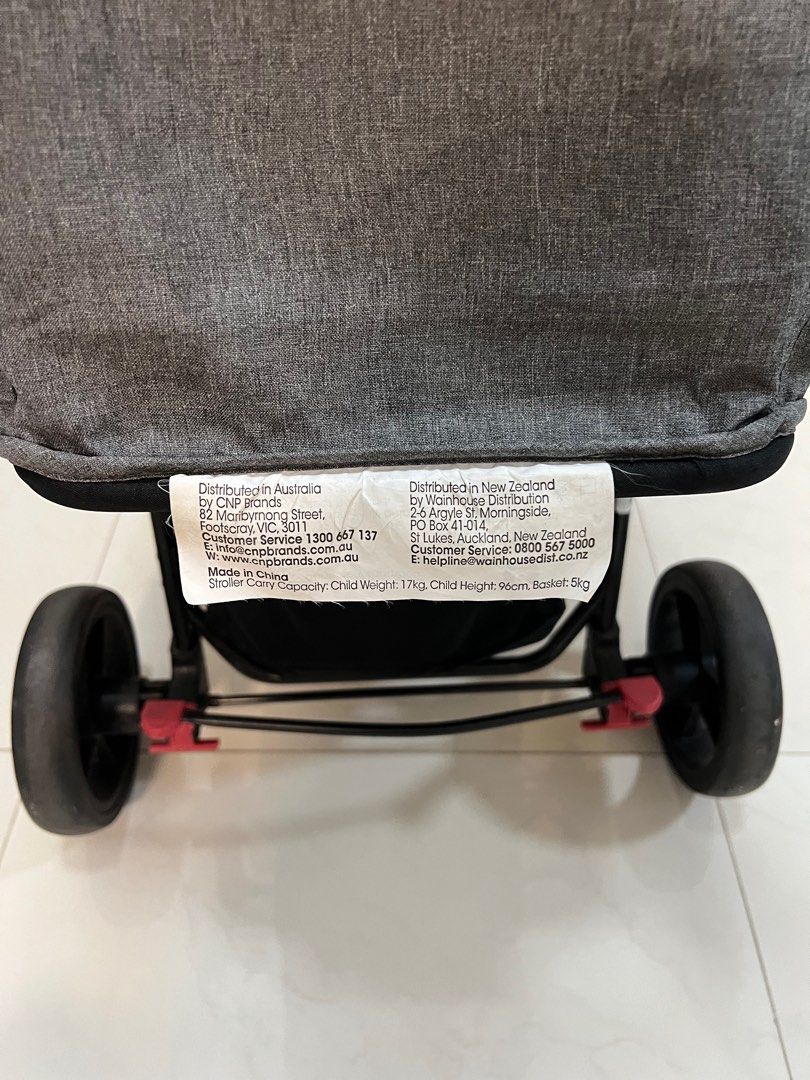 Distributed in Australia
by CNP Brands
82 Maribyrnong Street,
Footscray, VIC, 3011
Customer Service 1300 667 137
E: info@cnpbrands.com.au
W: www.cnpbrands.com.au
Distributed in New Zealand
by Wainhouse Distribution
2-6 Argyle St, Morningside,
PO Box 41-014,
St Lukes, Auckland, New Zealand
Customer Service: 0800 567 5000
E: helpline@wainhousedist.co.nz
Made in China
Stroller Carry Capacity: Child Weight: 17kg, Child Height: 96cm, Basket: 5kg